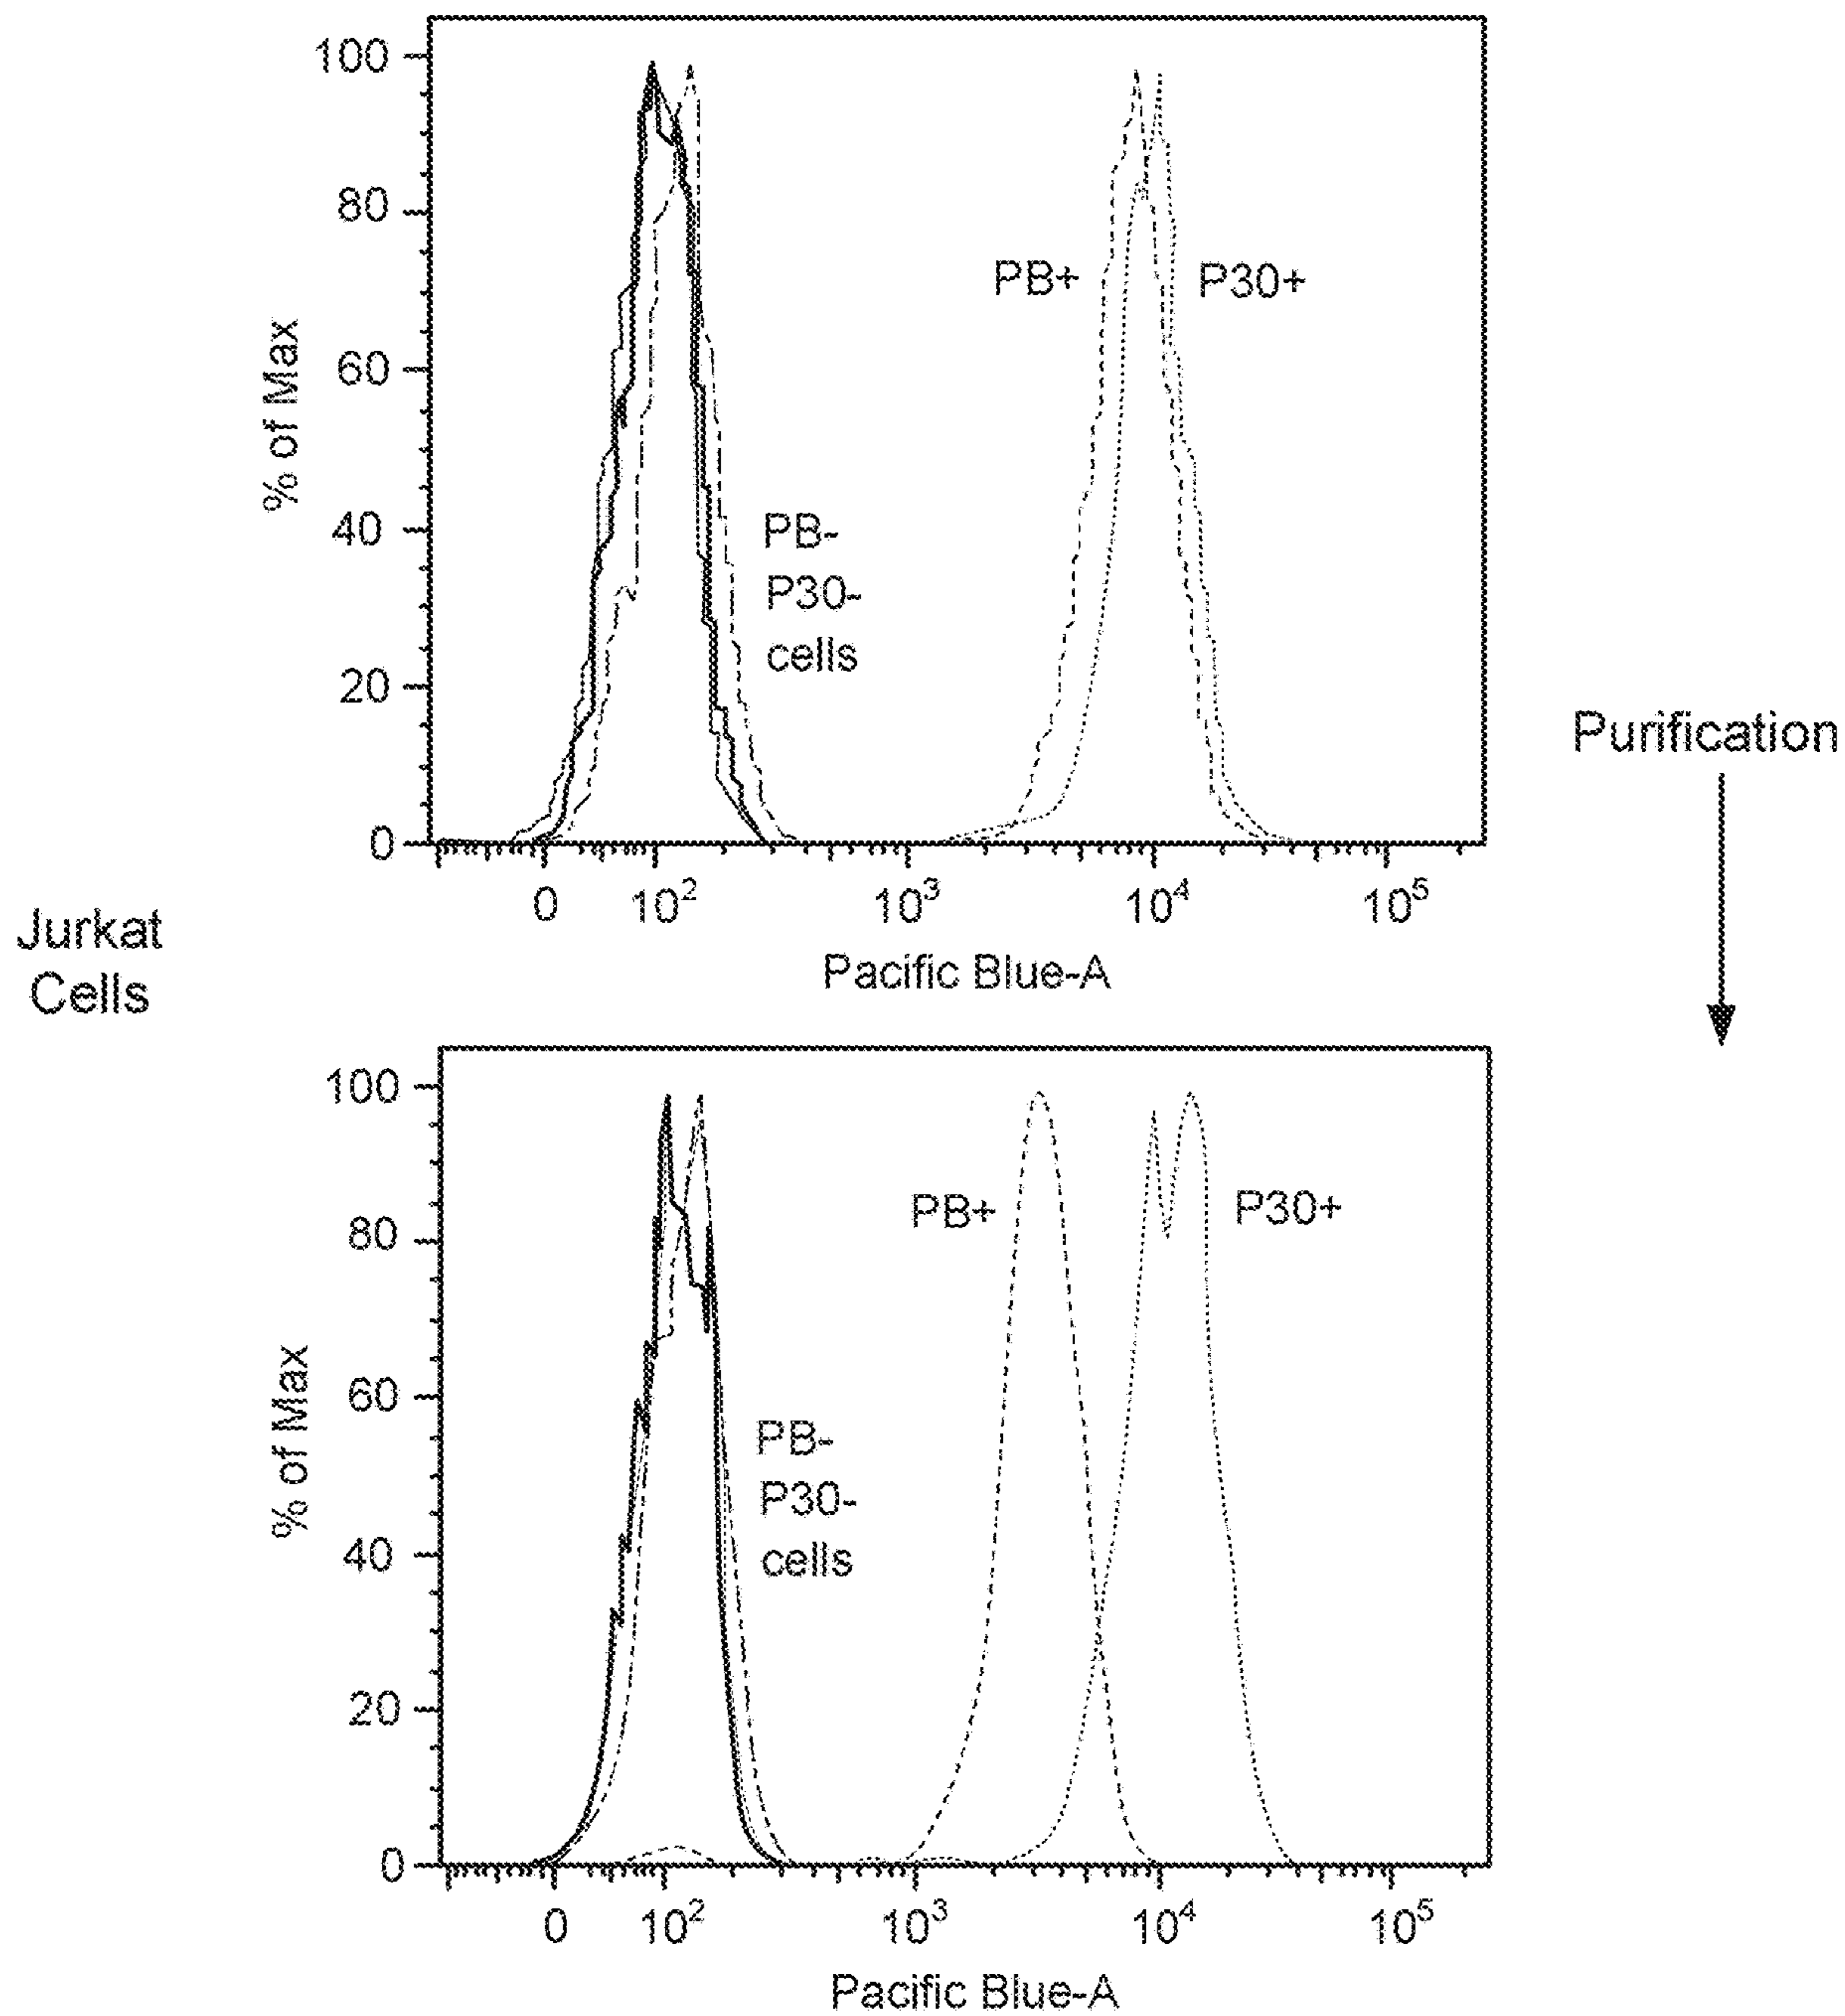 100
80
60
40
20
0
% of Max
PB+
P30+
PB-
P30-
cells
0 10² 10³ 10⁴ 10⁵
Pacific Blue-A
Purification
Jurkat
Cells
100
80
60
40
20
0
% of Max
PB+
P30+
PB-
P30-
cells
0 10² 10³ 10⁴ 10⁵
Pacific Blue-A